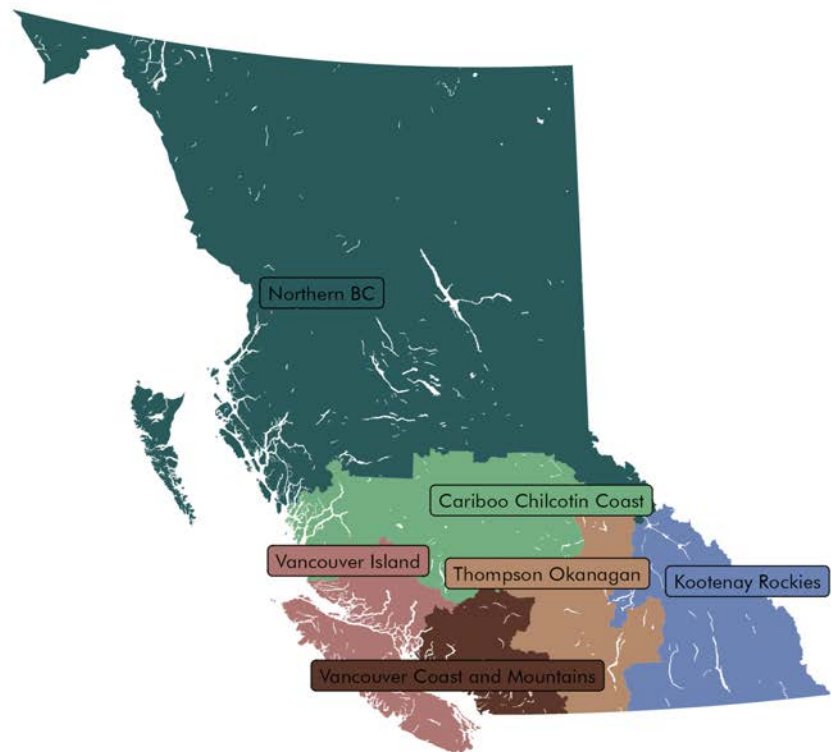 Northern BC
Cariboo Chilcotin Coast
Vancouver Island
Thompson Okanagan
Kootenay Rockies
Vancouver Coast and Mountains